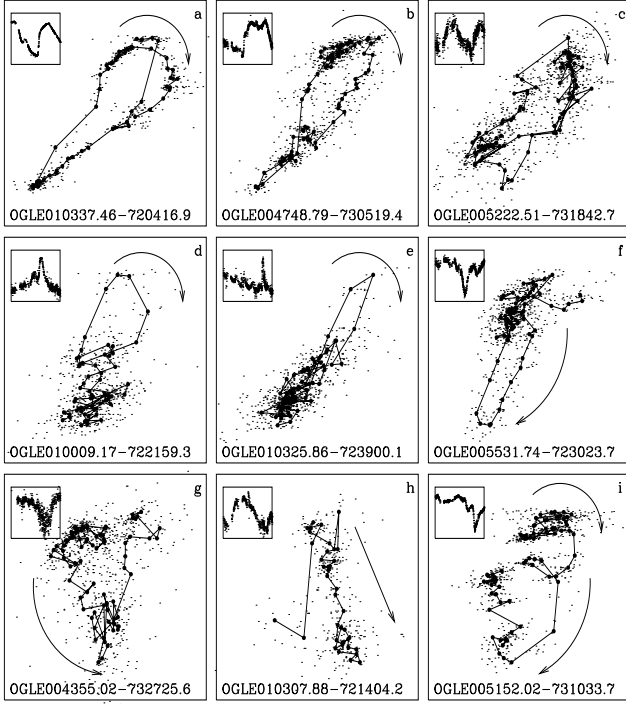 a
OGLE010337.46-720416.9
b
OGLE004748.79-730519.4
c
OGLE005222.51-731842.7
d
OGLE010009.17-722159.3
e
OGLE010325.86-723900.1
f
OGLE005531.74-723023.7
g
OGLE004355.02-732725.6
h
OGLE010307.88-721404.2
i
OGLE005152.02-731033.7